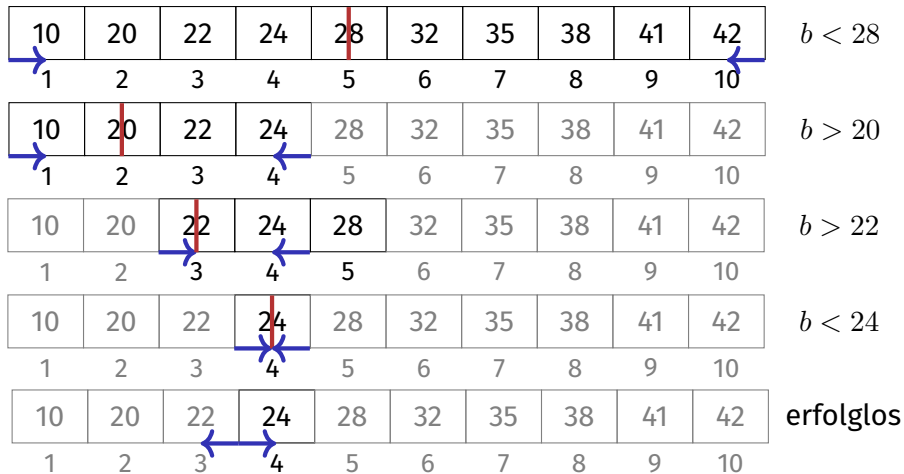 10 20 22 24 28 32 35 38 41 42 b < 28
1 2 3 4 5 6 7 8 9 10
10 20 22 24 28 32 35 38 41 42 b > 20
1 2 3 4 5 6 7 8 9 10
10 20 22 24 28 32 35 38 41 42 b > 22
1 2 3 4 5 6 7 8 9 10
10 20 22 24 28 32 35 38 41 42 b < 24
1 2 3 4 5 6 7 8 9 10
10 20 22 24 28 32 35 38 41 42 erfolglos
1 2 3 4 5 6 7 8 9 10